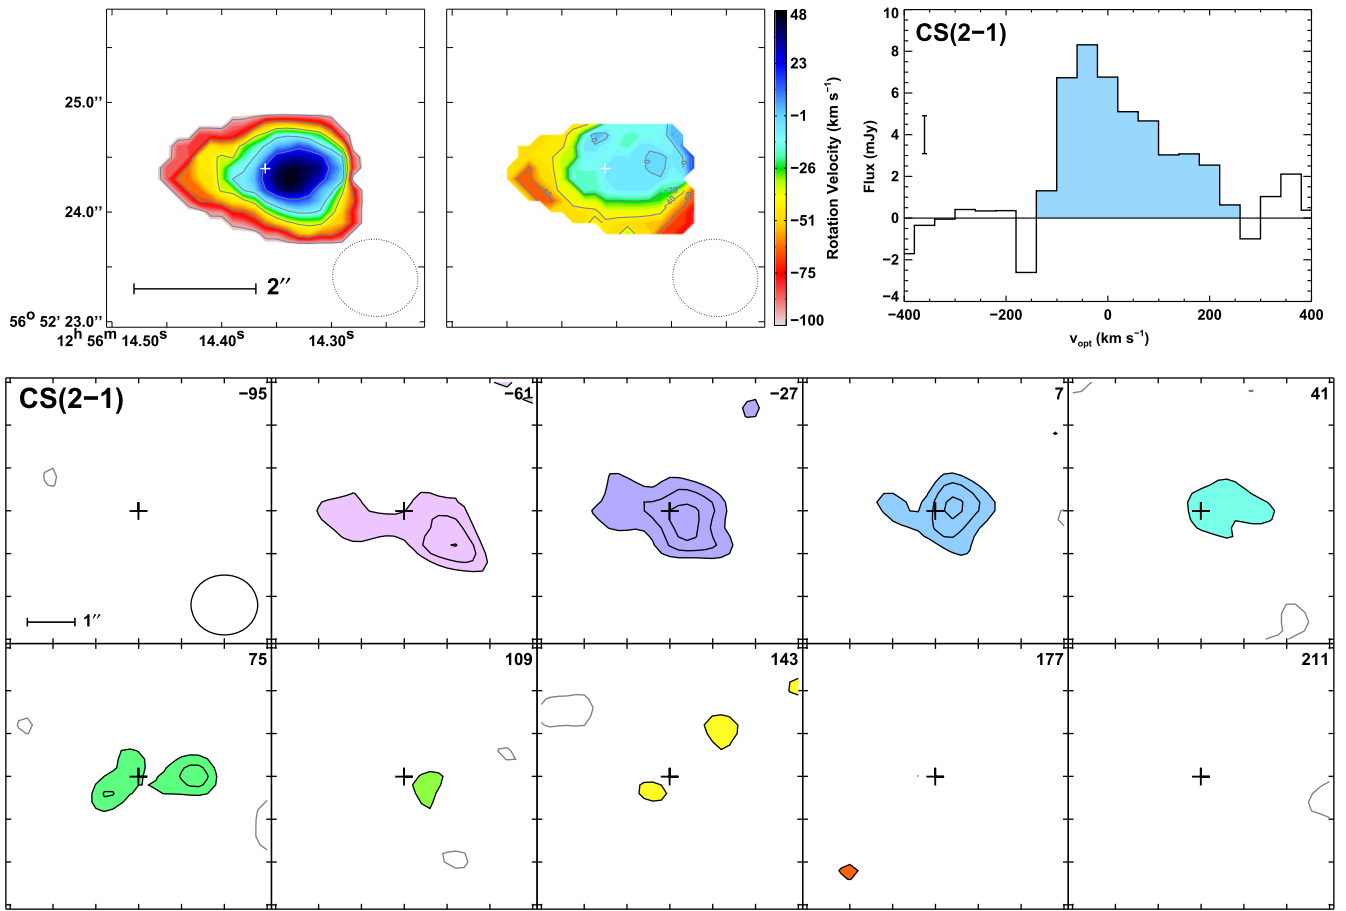 25.0′′
24.0′′
56° 52′ 23.0′′
12ʰ 56ᵐ 14.50ˢ 14.40ˢ 14.30ˢ
2′′
48
23
−1
−26
−51
−75
−100
Rotation Velocity (km s⁻¹)
CS(2−1)
10
8
6
4
2
0
−2
−4
Flux (mJy)
−400 −200 0 200 400
v_opt (km s⁻¹)
CS(2−1) −95 −61 −27 7 41
1′′
75 109 143 177 211